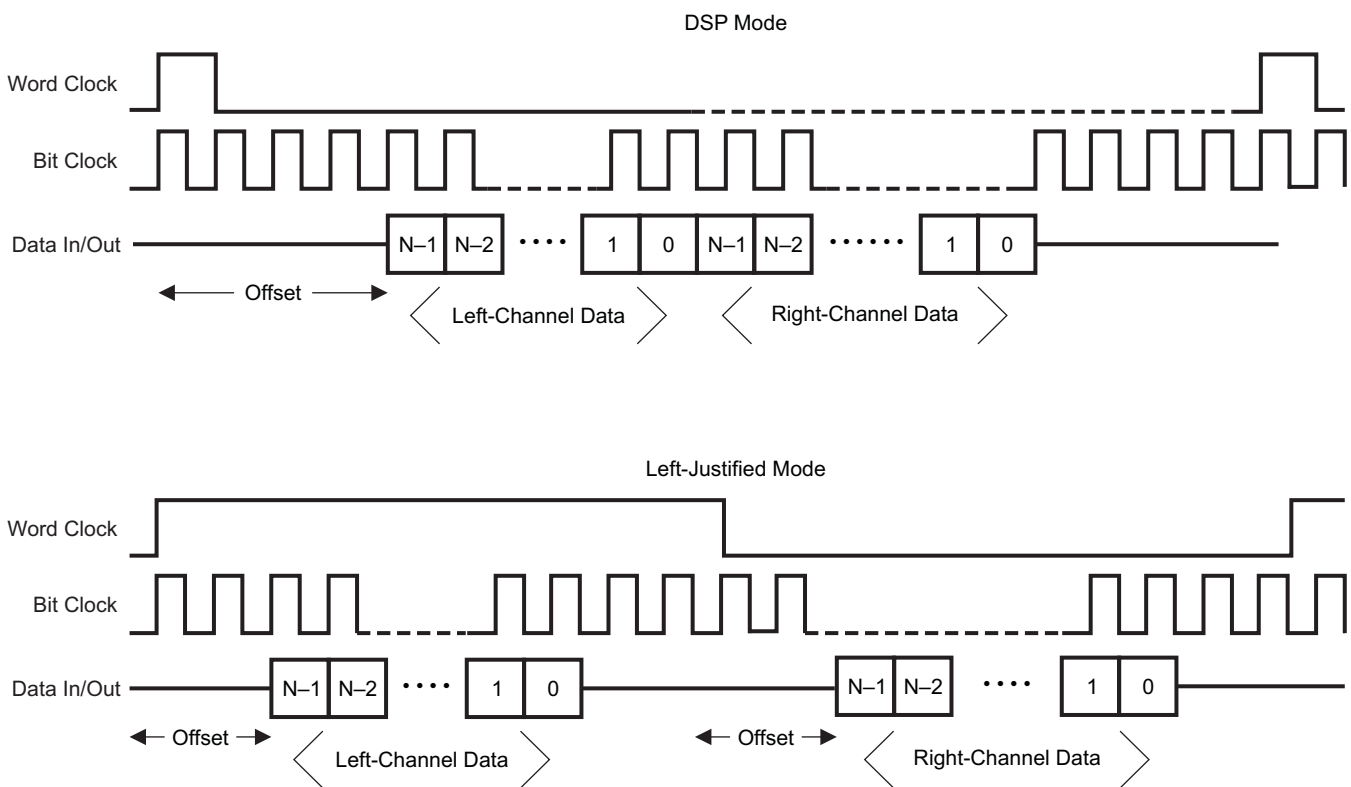 DSP Mode
Word Clock
Bit Clock
Data In/Out
N–1 N–2 •••• 1 0 N–1 N–2 •••••• 1 0
Offset
Left-Channel Data
Right-Channel Data
Left-Justified Mode
Word Clock
Bit Clock
Data In/Out
N–1 N–2 •••• 1 0 N–1 N–2 •••• 1 0
Offset
Offset
Left-Channel Data
Right-Channel Data